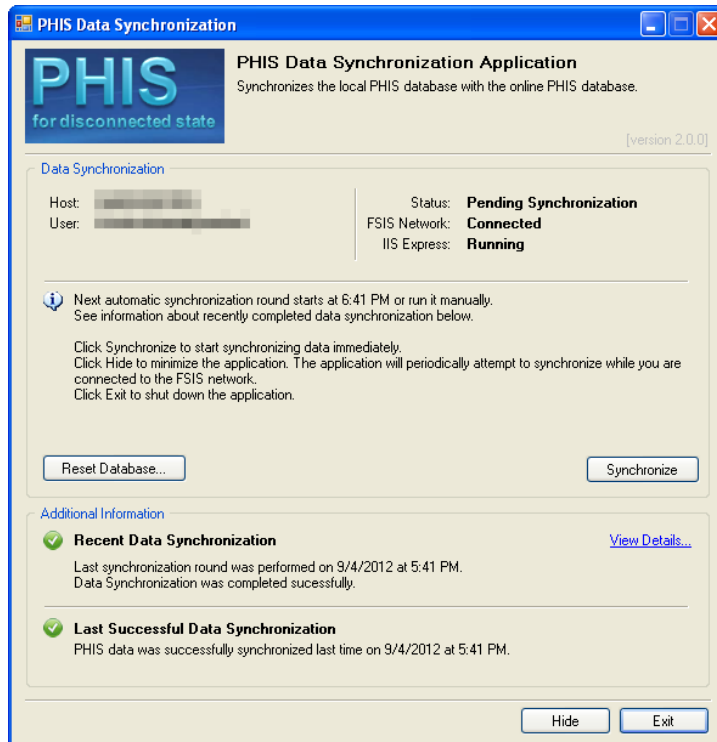 PHIS Data Synchronization
PHIS
for disconnected state
PHIS Data Synchronization Application
Synchronizes the local PHIS database with the online PHIS database.
[version 2.0.0]
Data Synchronization
Host:
User:
Status: Pending Synchronization
FSIS Network: Connected
IIS Express: Running
Next automatic synchronization round starts at 6:41 PM or run it manually.
See information about recently completed data synchronization below.
Click Synchronize to start synchronizing data immediately.
Click Hide to minimize the application. The application will periodically attempt to synchronize while you are
connected to the FSIS network.
Click Exit to shut down the application.
Reset Database...
Synchronize
Additional Information
Recent Data Synchronization
View Details...
Last synchronization round was performed on 9/4/2012 at 5:41 PM.
Data Synchronization was completed sucessfully.
Last Successful Data Synchronization
PHIS data was successfully synchronized last time on 9/4/2012 at 5:41 PM.
Hide
Exit